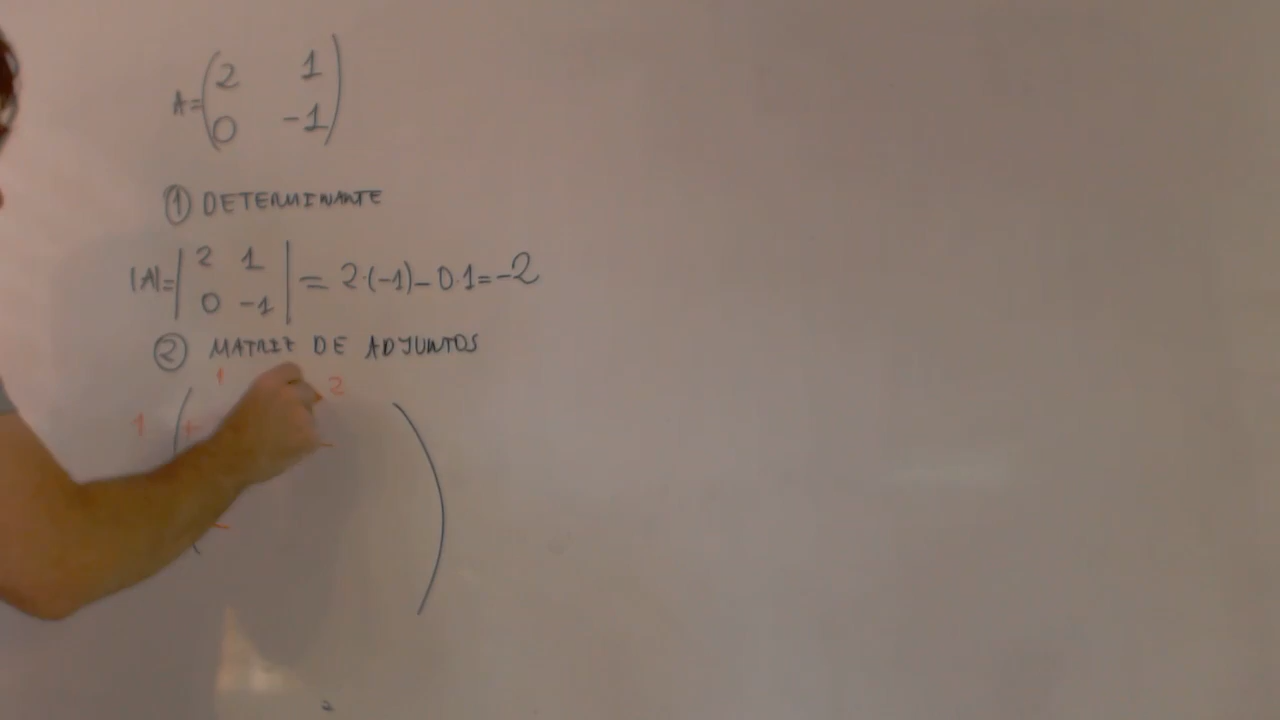 A= ( 2 1
0 -1 )
① DETERMINANTE
|A|= | 2 1
0 -1 | = 2·(-1)-0·1=-2
② MATRIZ DE ADJUNTOS
1 2
1 ( + - )
-